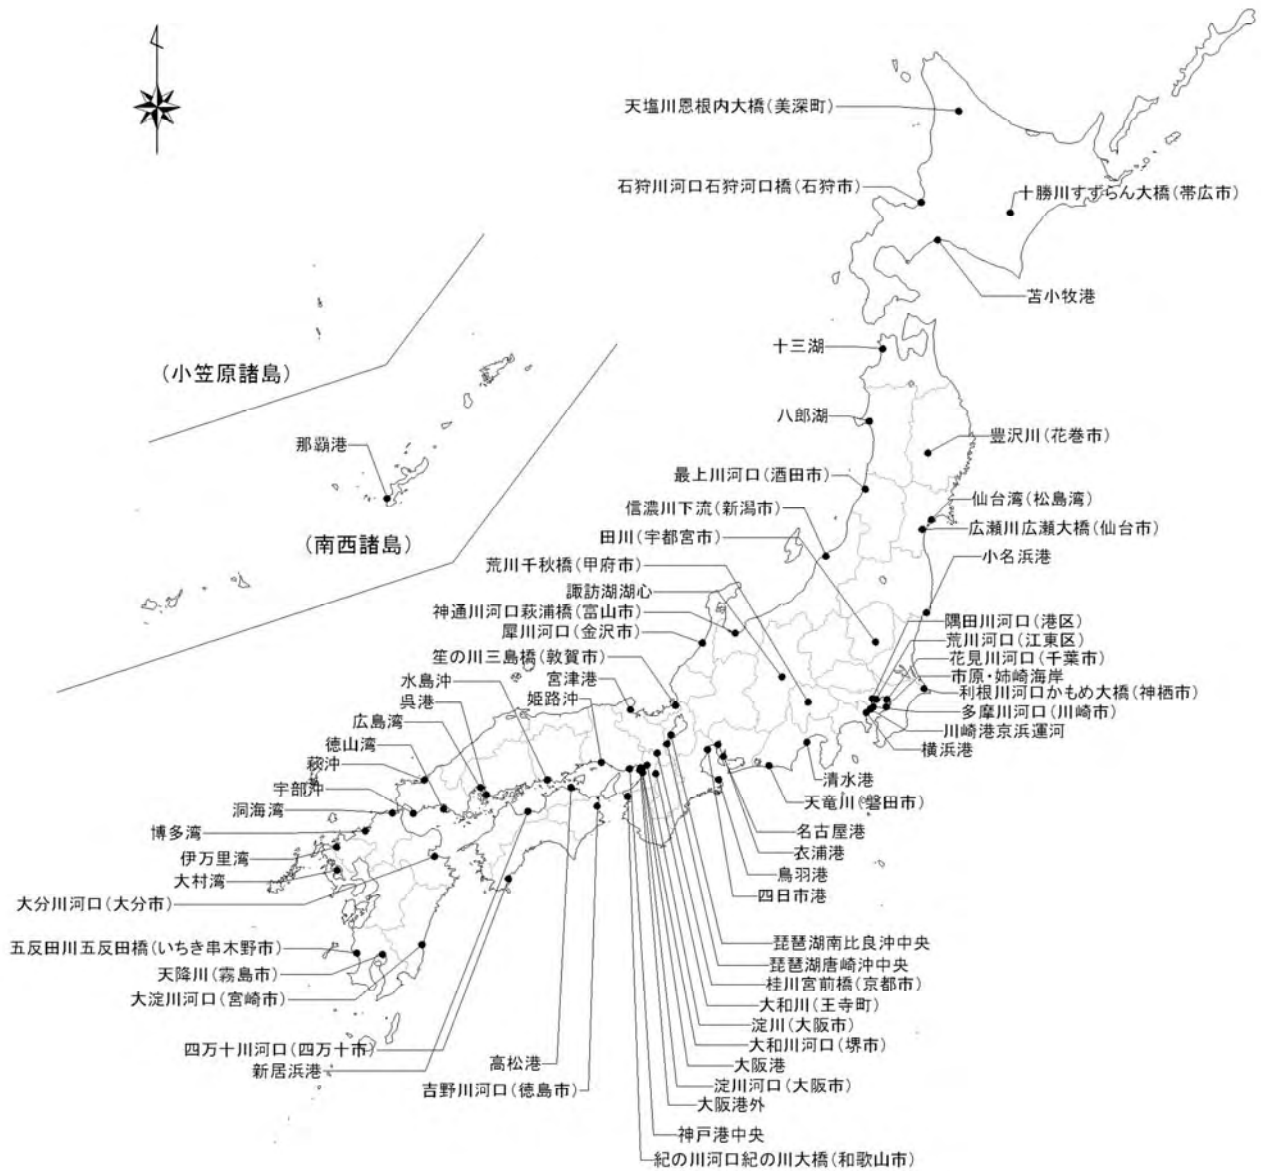 天塩川恩根内大橋(美深町)
石狩川河口石狩河口橋(石狩市)
十勝川すずらん大橋(帯広市)
苫小牧港
十三湖
(小笠原諸島)
八郎湖
豊沢川(花巻市)
那覇港
最上川河口(酒田市)
仙台湾(松島湾)
信濃川下流(新潟市)
広瀬川広瀬大橋(仙台市)
田川(宇都宮市)
(南西諸島)
小名浜港
荒川千秋橋(甲府市)
諏訪湖湖心
神通川河口萩浦橋(富山市)
隅田川河口(港区)
犀川河口(金沢市)
荒川河口(江東区)
笙の川三島橋(敦賀市)
花見川河口(千葉市)
市原・姉崎海岸
宮津港
水島沖
利根川河口かもめ大橋(神栖市)
姫路沖
呉港
多摩川河口(川崎市)
広島湾
川崎港京浜運河
徳山湾
横浜港
萩沖
清水港
宇部沖
天竜川(磐田市)
洞海湾
博多湾
名古屋港
衣浦港
伊万里湾
鳥羽港
大村湾
四日市港
大分川河口(大分市)
琵琶湖南比良沖中央
五反田川五反田橋(いちき串木野市)
琵琶湖唐崎沖中央
天降川(霧島市)
桂川宮前橋(京都市)
大淀川河口(宮崎市)
大和川(王寺町)
淀川(大阪市)
大和川河口(堺市)
四万十川河口(四万十市)
高松港
大阪港
新居浜港
淀川河口(大阪市)
吉野川河口(徳島市)
大阪港外
神戸港中央
紀の川河口紀の川大橋(和歌山市)